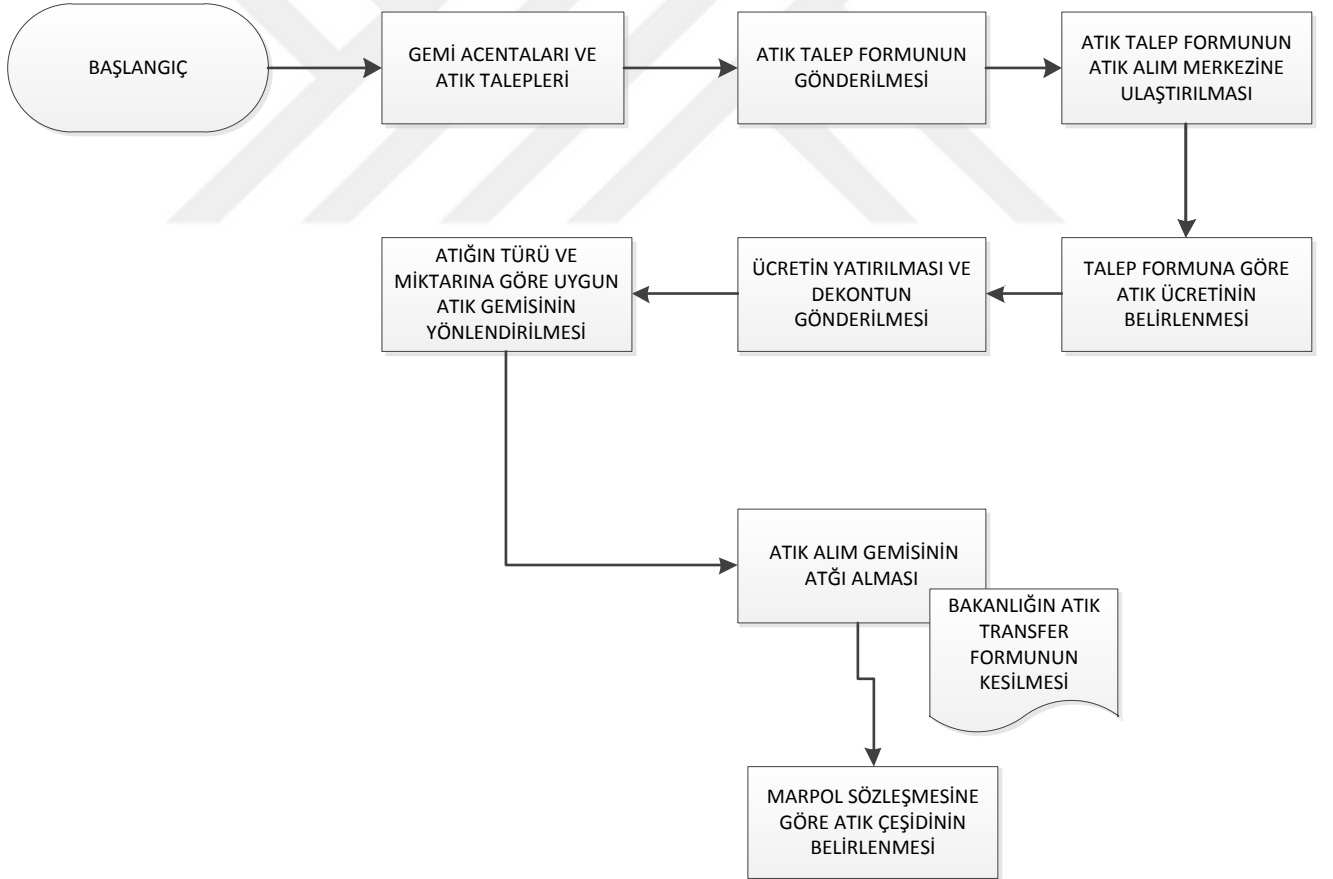 BAŞLANGIÇ
GEMİ ACENTALARI VE
ATIK TALEPLERİ
ATIK TALEP FORMUNUN
GÖNDERİLMESİ
ATIK TALEP FORMUNUN
ATIK ALIM MERKEZİNE
ULAŞTIRILMASI
TALEP FORMUNA GÖRE
ATIK ÜCRETİNİN
BELİRLENMESİ
ÜCRETİN YATIRILMASI VE
DEKONTUN
GÖNDERİLMESİ
ATIĞIN TÜRÜ VE
MİKTARINA GÖRE UYGUN
ATIK GEMİSİNİN
YÖNLENDİRİLMESİ
ATIK ALIM GEMİSİNİN
ATĞI ALMASI
BAKANLIĞIN ATIK
TRANSFER
FORMUNUN
KESİLMESİ
MARPOL SÖZLEŞMESİNE
GÖRE ATIK ÇEŞİDİNİN
BELİRLENMESİ